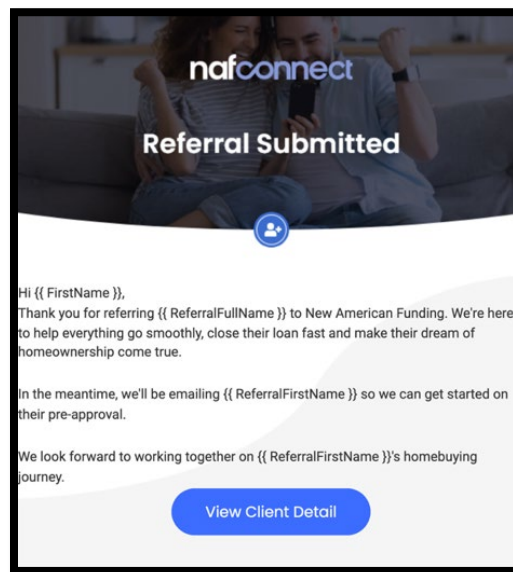 nafconnect
Referral Submitted
Hi {{ FirstName }},
Thank you for referring {{ ReferralFullName }} to New American Funding. We're here
to help everything go smoothly, close their loan fast and make their dream of
homeownership come true.
In the meantime, we'll be emailing {{ ReferralFirstName }} so we can get started on
their pre-approval.
We look forward to working together on {{ ReferralFirstName }}'s homebuying
journey.
View Client Detail